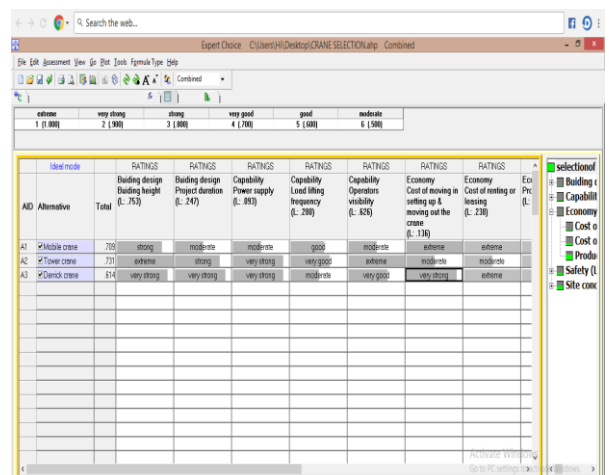 Search the web...
Expert Choice C:\Users\HI\Desktop\CRANE SELECTION.ahp Combined
File Edit Assessment View Go Plot Tools Formula Type Help
Combined
extreme very strong strong very good good moderate
1 (1.000) 2 (.900) 3 (.800) 4 (.700) 5 (.600) 6 (.500)
Ideal mode RATINGS RATINGS RATINGS RATINGS RATINGS RATINGS RATINGS
AID Alternative Total
Buiding design
Buiding height
(L: .753)
Buiding design
Project duration
(L: .247)
Capability
Power supply
(L: .093)
Capability
Load lifting
frequency
(L: .280)
Capability
Operators
visibility
(L: .626)
Economy
Cost of moving in
setting up &
moving out the
crane
(L: .136)
Economy
Cost of renting or
leasing
(L: .238)
Eco
Pro
(L:
A1 Mobile crane .709 strong moderate moderate good moderate extreme extreme
A2 Tower crane .731 extreme strong very strong very good extreme moderate moderate
A3 Derrick crane .614 very strong very strong very strong moderate very good very strong extreme
selectionof
Buiding d
Capabilit
Economy
Cost o
Cost o
Produ
Safety (L
Site conc
Activate Windows
Go to PC settings to activate Windows.